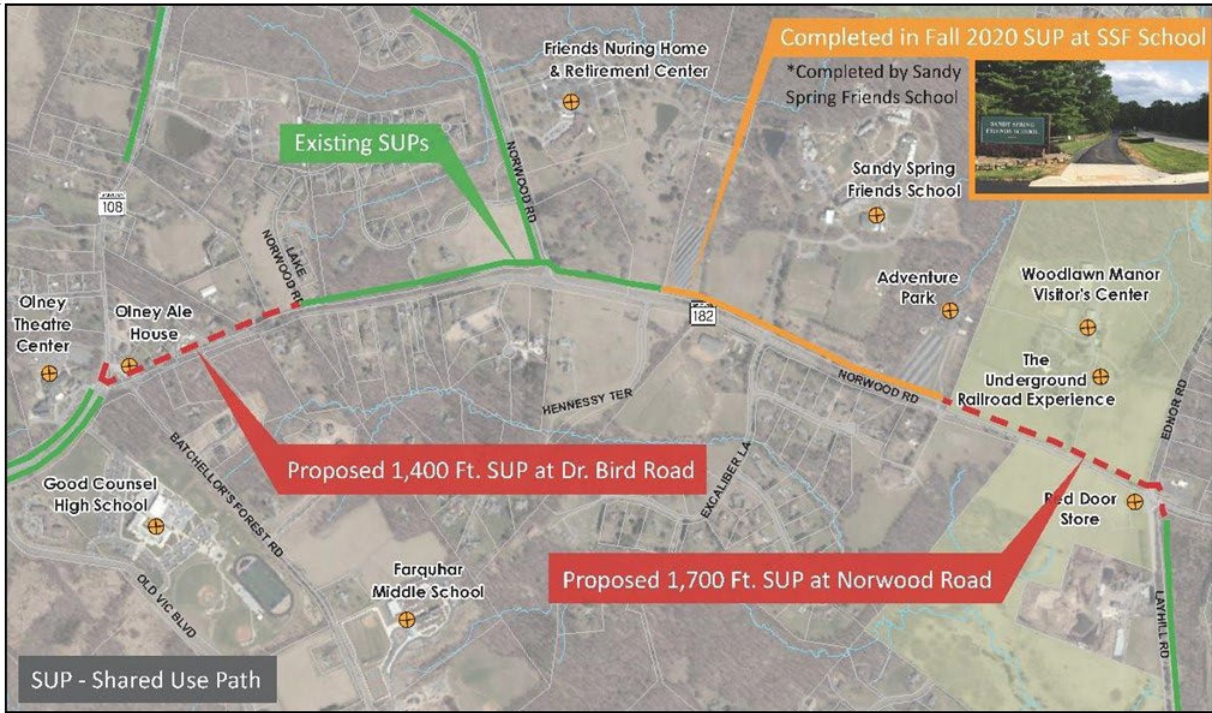 Completed in Fall 2020 SUP at SSF School
*Completed by Sandy
Spring Friends School
SANDY SPRING
FRIENDS SCHOOL
Friends Nuring Home
& Retirement Center
Existing SUPs
NORWOOD RD
108
LAKE
NORWOOD RD
Sandy Spring
Friends School
Adventure
Park
Woodlawn Manor
Visitor's Center
The
Underground
Railroad Experience
EDNOR RD
Olney
Theatre
Center
Olney Ale
House
182
NORWOOD RD
HENNESSY TER
EXCALIBER LA
Proposed 1,400 Ft. SUP at Dr. Bird Road
BATCHELLOR'S FOREST RD
Good Counsel
High School
OLD VIC BLVD
Farquhar
Middle School
Red Door
Store
Proposed 1,700 Ft. SUP at Norwood Road
LAYHILL RD
SUP - Shared Use Path